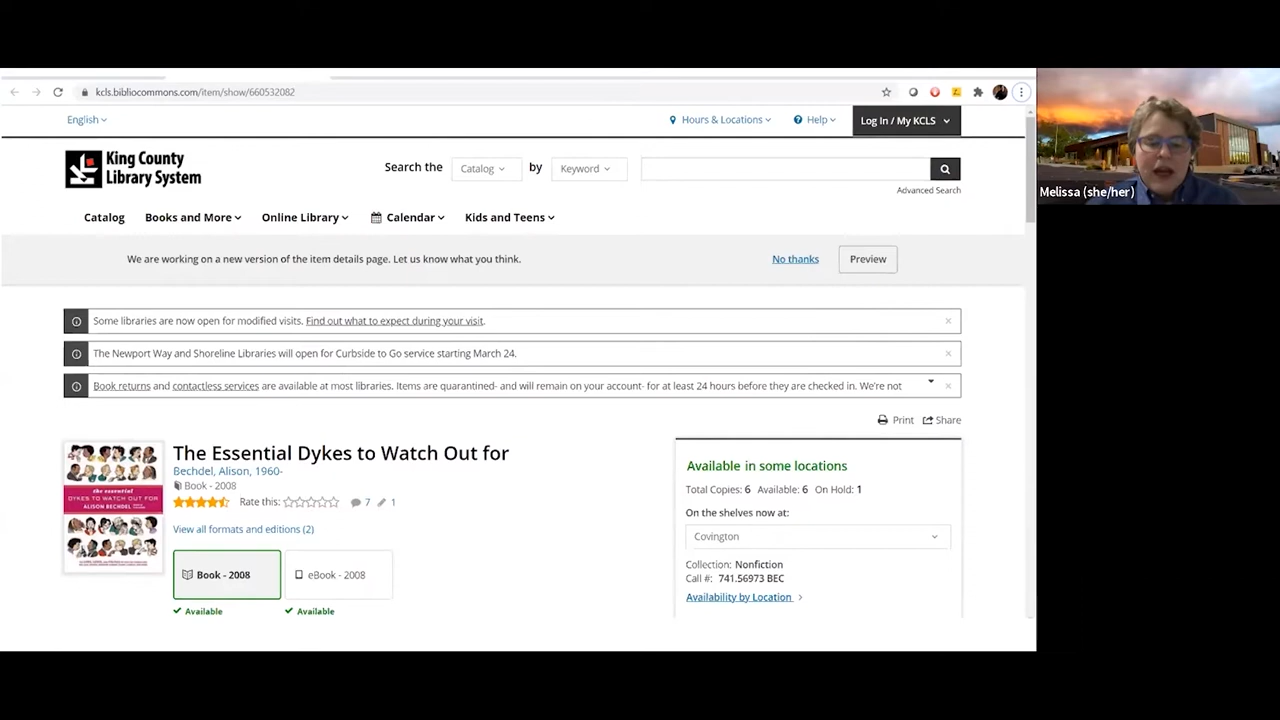 kcls.bibliocommons.com/item/show/660532082
English
Hours & Locations
Help
Log In / My KCLS
King County
Library System
Search the
Catalog
by
Keyword
Advanced Search
Catalog
Books and More
Online Library
Calendar
Kids and Teens
We are working on a new version of the item details page. Let us know what you think.
No thanks
Preview
Some libraries are now open for modified visits. Find out what to expect during your visit.
The Newport Way and Shoreline Libraries will open for Curbside to Go service starting March 24.
Book returns and contactless services are available at most libraries. Items are quarantined- and will remain on your account- for at least 24 hours before they are checked in. We're not
Print
Share
the essential
DYKES TO WATCH OUT FOR
ALISON BECHDEL
The Essential Dykes to Watch Out for
Bechdel, Alison, 1960-
Book - 2008
Rate this:
7
1
View all formats and editions (2)
Book - 2008
eBook - 2008
Available
Available
Available in some locations
Total Copies: 6 Available: 6 On Hold: 1
On the shelves now at:
Covington
Collection: Nonfiction
Call #: 741.56973 BEC
Availability by Location
Melissa (she/her)